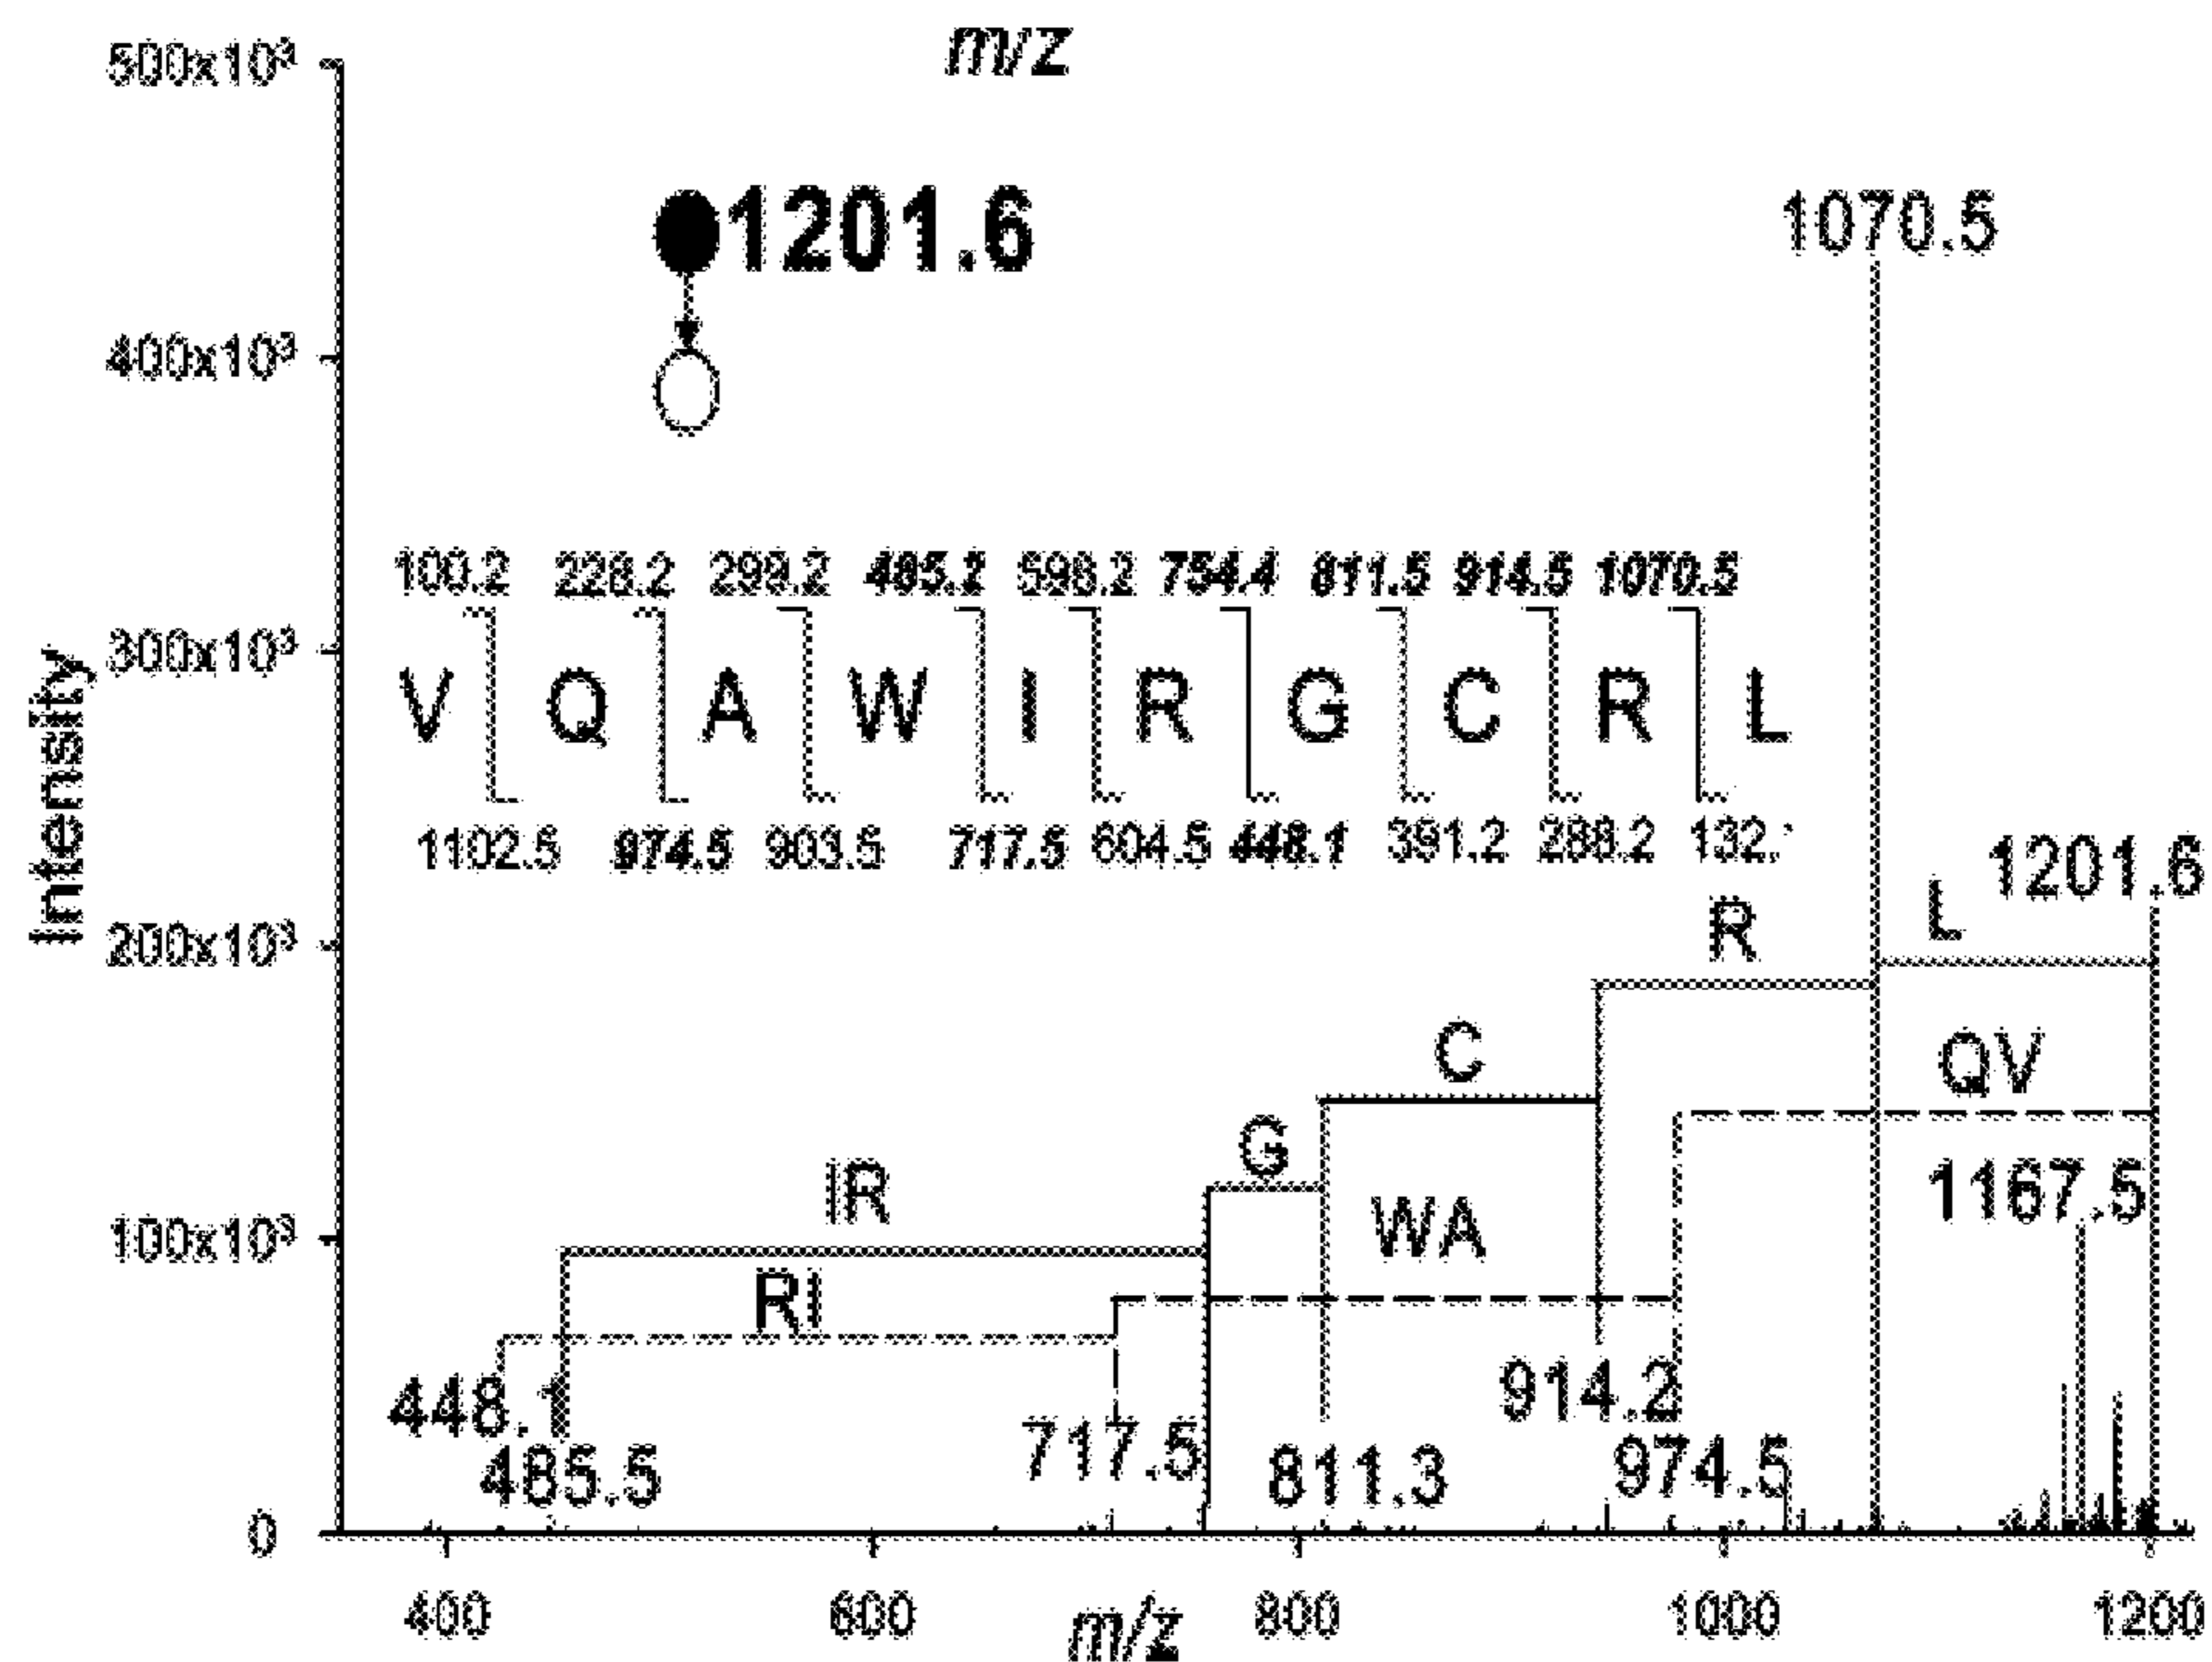 m/z
500x10³
1201.6
1070.5
400x10³
100.2 228.2 299.2 485.2 598.2 754.4 811.5 914.5 1070.5
300x10³
V Q A W I R G C R L
Intensity
1102.5 974.5 903.5 717.5 604.5 448.1 391.2 288.2 132.
1201.6
R L
200x10³
C QV
G
IR WA 1167.5
100x10³
RI
448.1 914.2
485.5 717.5 811.3 974.5
0
400 600 800 1000 1200
m/z